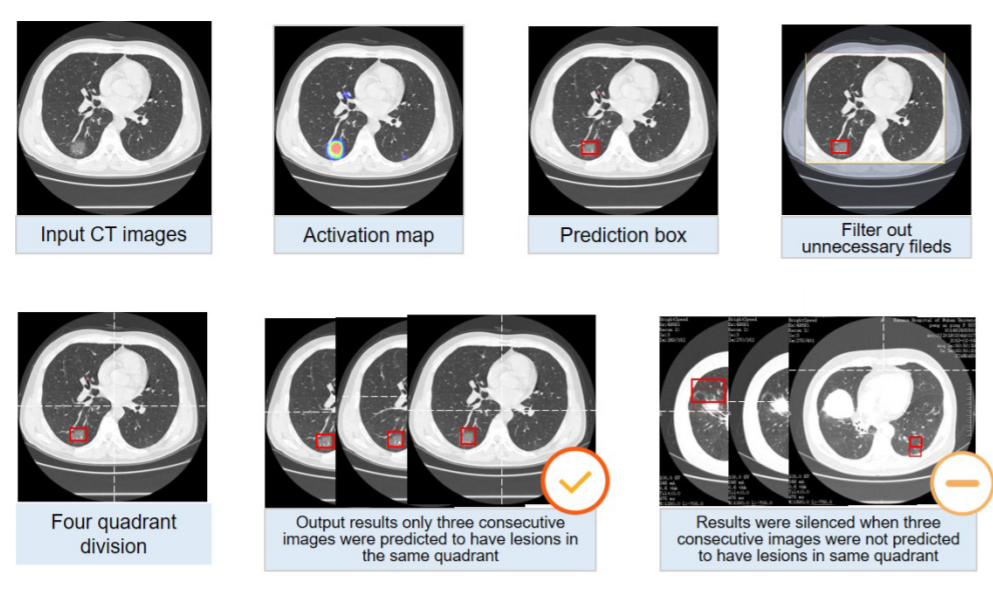 Input CT images
Activation map
Prediction box
Filter out
unnecessary fileds
Four quadrant
division
Output results only three consecutive
images were predicted to have lesions in
the same quadrant
Results were silenced when three
consecutive images were not predicted
to have lesions in same quadrant